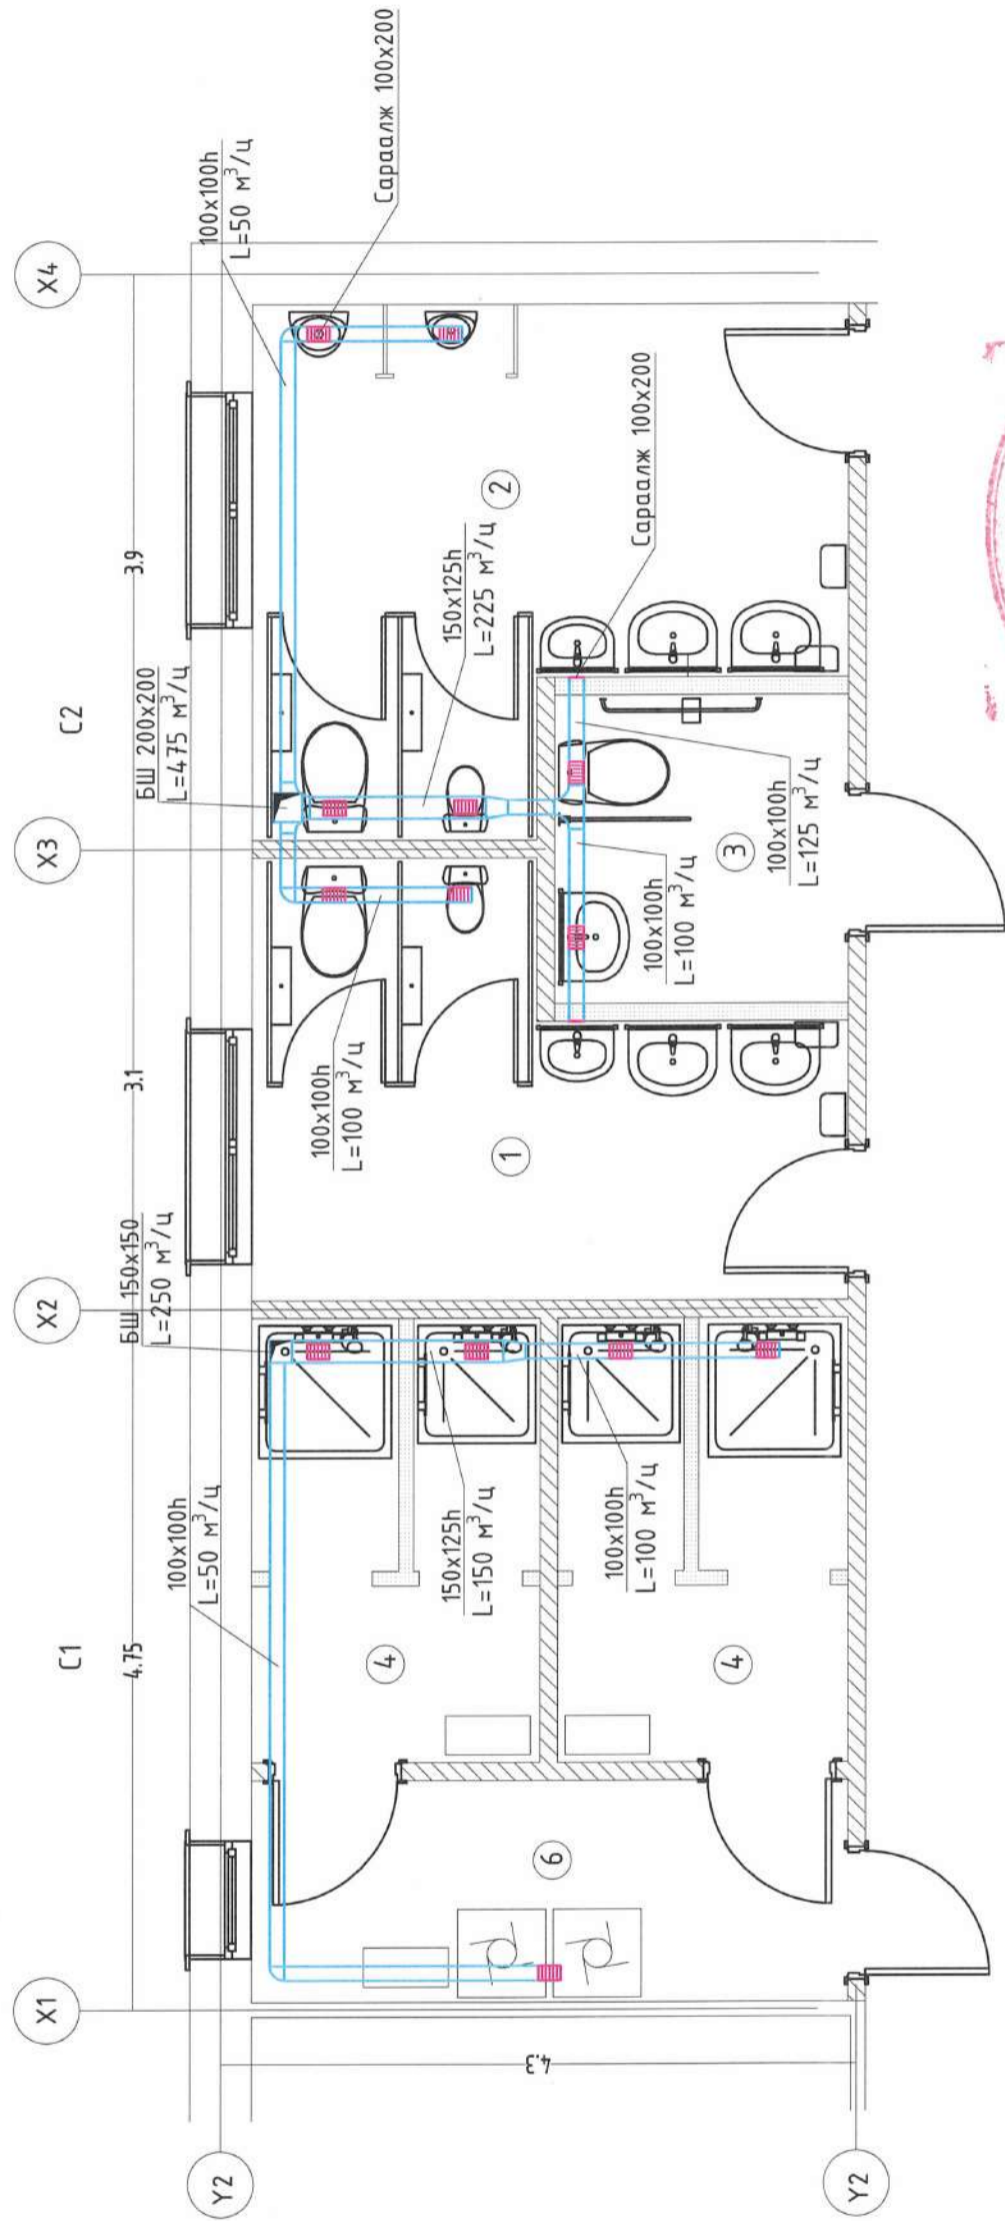 X1
X2
X3
X4
C1
C2
4.75
3.1
3.9
БШ 150x150
L=250 м³/ц
БШ 200x200
L=475 м³/ц
100x100h
L=50 м³/ц
100x100h
L=50 м³/ц
Сараалж 100x200
Y2
4.3
Y2
100x100h
L=100 м³/ц
150x125h
L=225 м³/ц
150x125h
L=150 м³/ц
100x100h
L=100 м³/ц
100x100h
L=100 м³/ц
100x100h
L=125 м³/ц
Сараалж 100x200
4
6
4
1
2
3